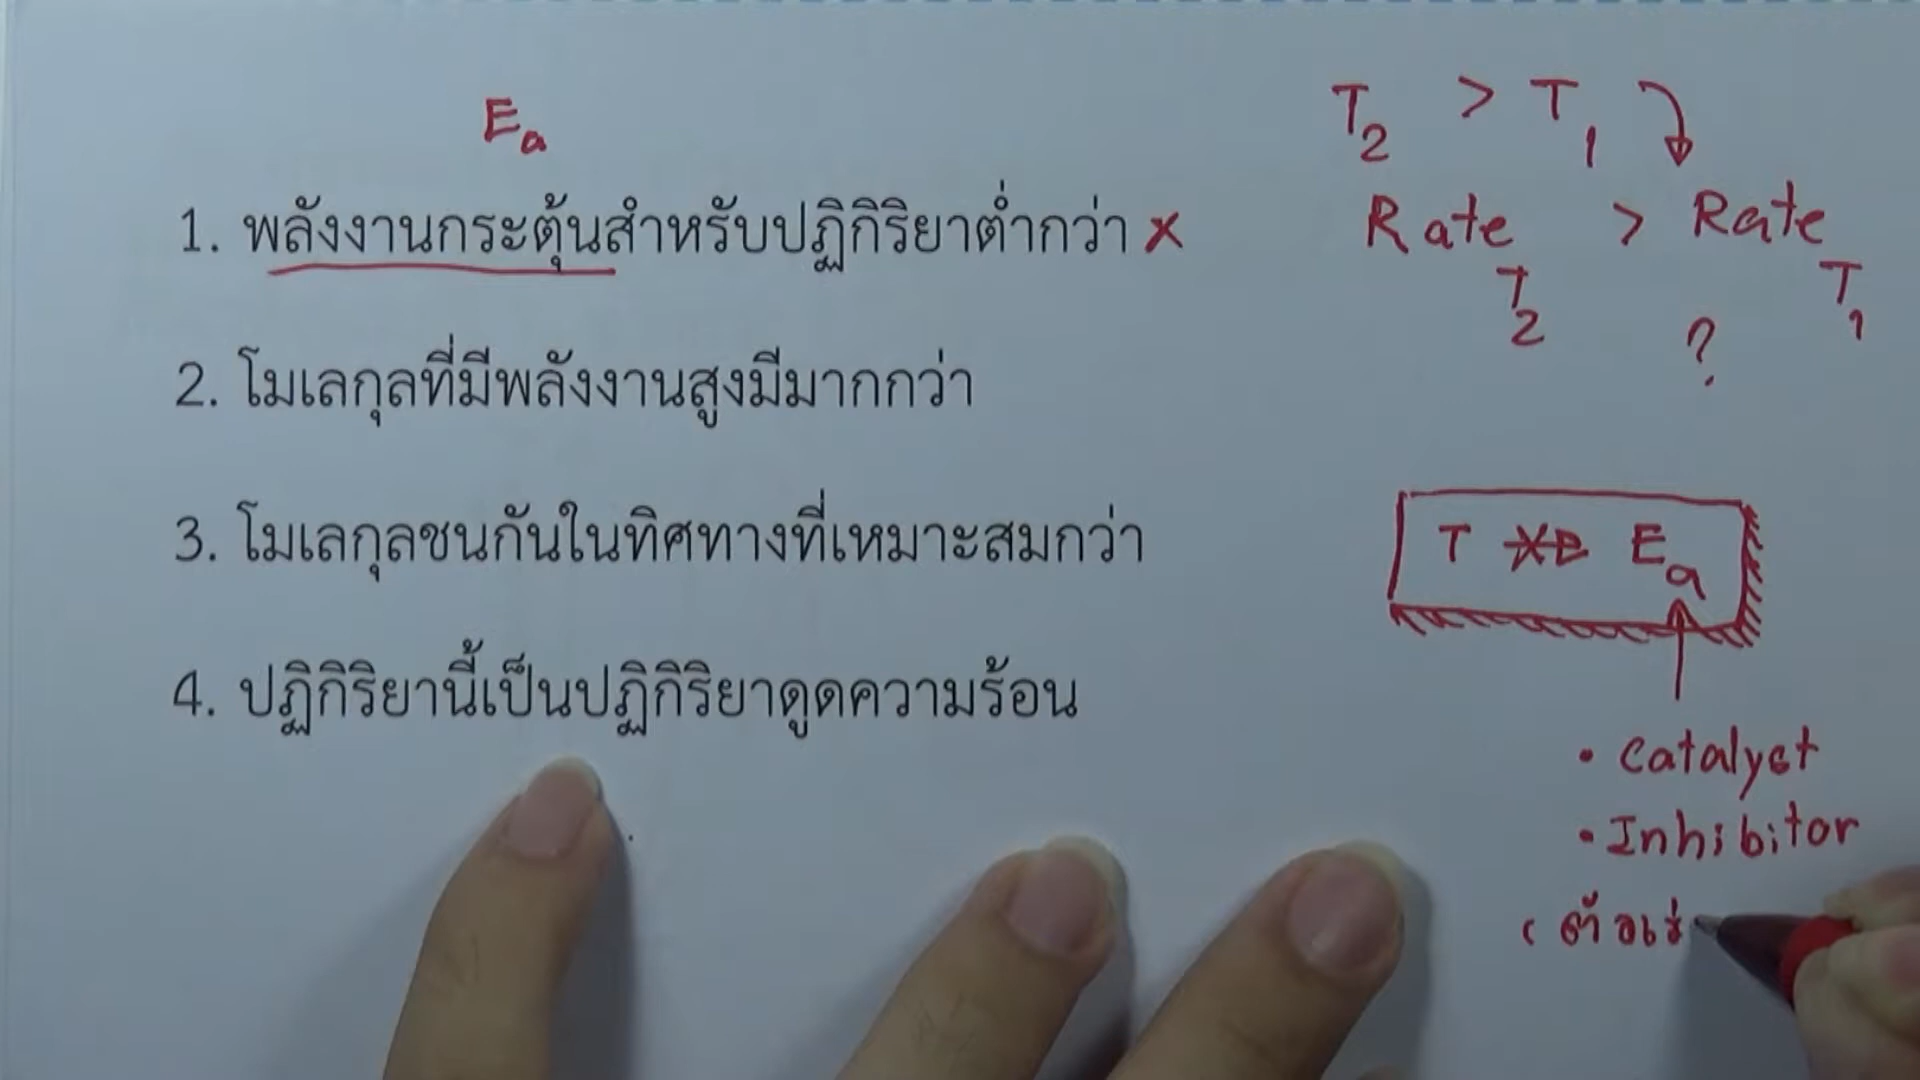 Eₐ
1. พลังงานกระตุ้นสำหรับปฏิกิริยาต่ำกว่า ×
2. โมเลกุลที่มีพลังงานสูงมีมากกว่า
3. โมเลกุลชนกันในทิศทางที่เหมาะสมกว่า
4. ปฏิกิริยานี้เป็นปฏิกิริยาดูดความร้อน
T₂ > T₁
Rate T₂ > Rate T₁
?
T Eₐ
• Catalyst
• Inhibitor
( ตัวเร่